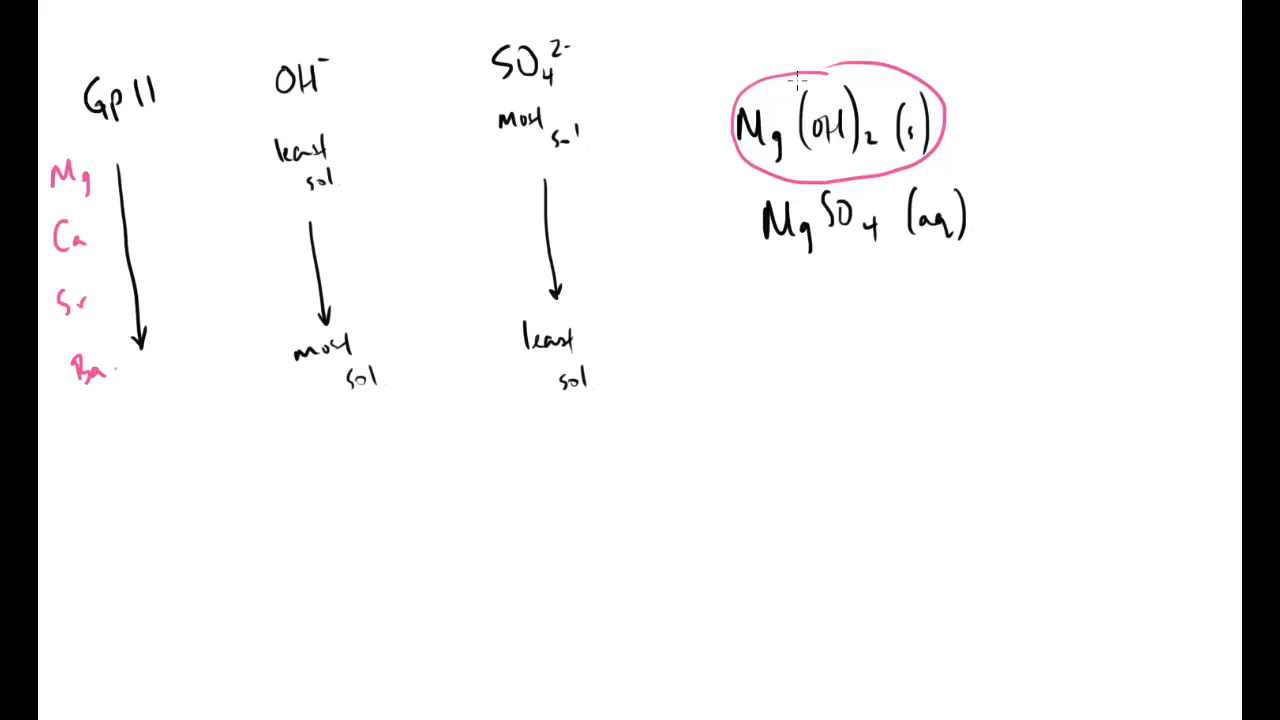 Gp II
Mg
Ca
Sr
Ba
OH⁻
least
sol
most
sol
SO₄²⁻
most
sol
least
sol
Mg(OH)₂ (s)
MgSO₄ (aq)